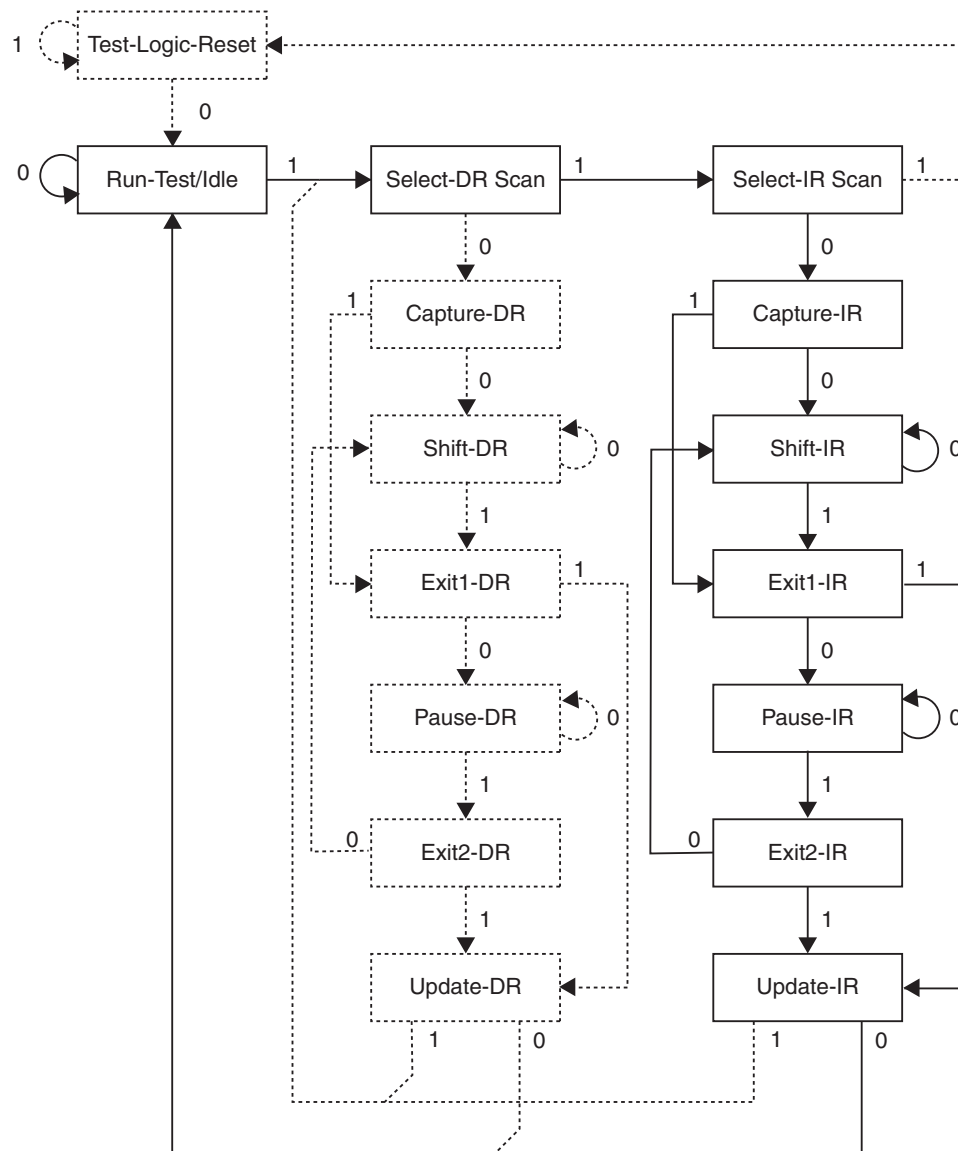 1
Test-Logic-Reset
0
0
Run-Test/Idle
1
Select-DR Scan
1
Select-IR Scan
1
0
0
1
Capture-DR
1
Capture-IR
0
0
Shift-DR
0
Shift-IR
0
1
1
Exit1-DR
1
Exit1-IR
1
0
0
Pause-DR
0
Pause-IR
0
1
1
0
Exit2-DR
0
Exit2-IR
1
1
Update-DR
Update-IR
1
0
1
0